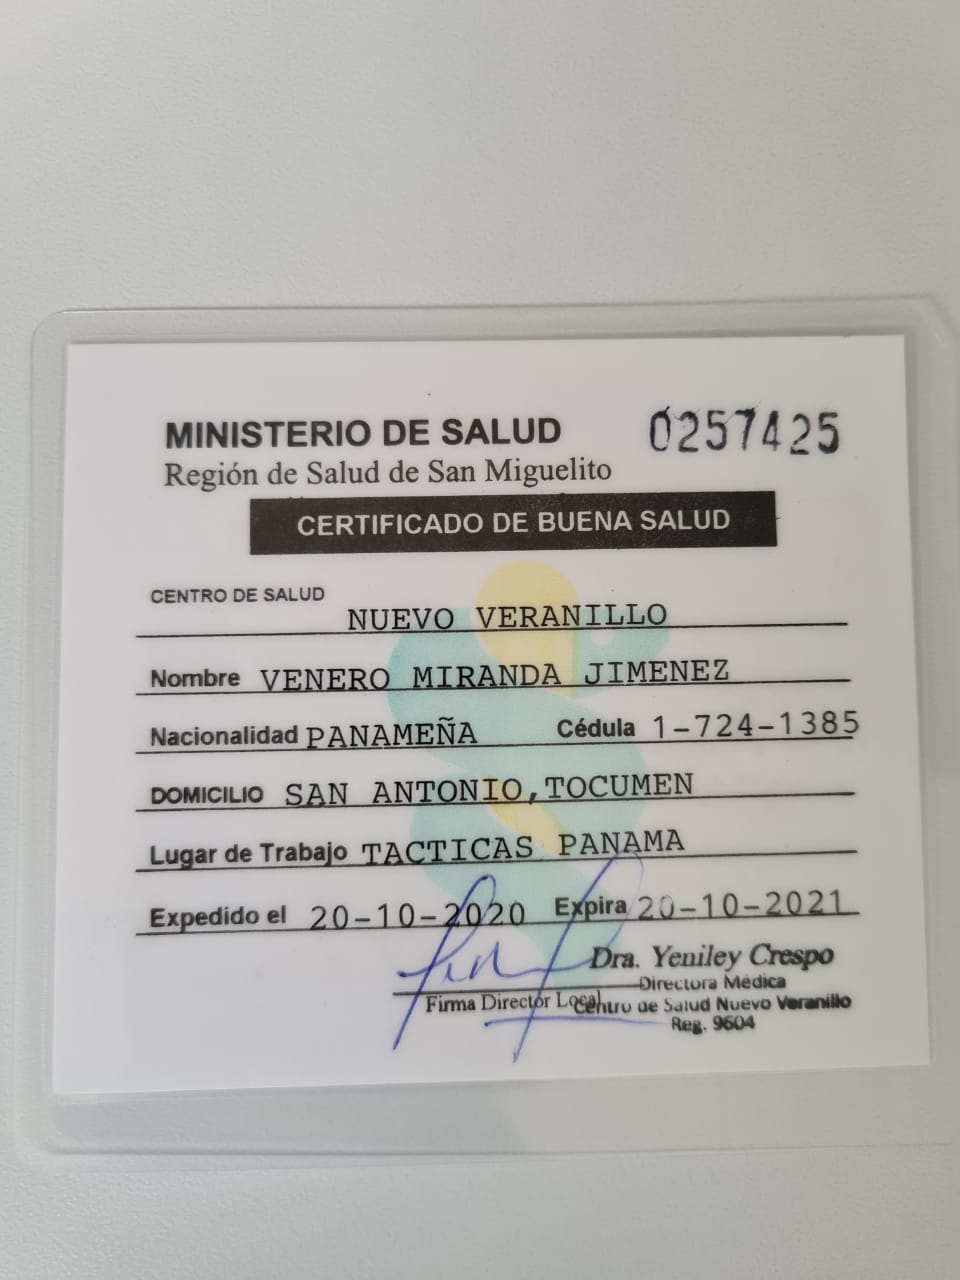 MINISTERIO DE SALUD 0257425
Región de Salud de San Miguelito
CERTIFICADO DE BUENA SALUD
CENTRO DE SALUD
NUEVO VERANILLO
Nombre VENERO MIRANDA JIMENEZ
Nacionalidad PANAMEÑA Cédula 1-724-1385
DOMICILIO SAN ANTONIO,TOCUMEN
Lugar de Trabajo TACTICAS PANAMA
Expedido el 20-10-2020 Expira 20-10-2021
Dra. Yeniley Crespo
Directora Médica
Firma Director Local Centro de Salud Nuevo Veranillo
Reg. 9604